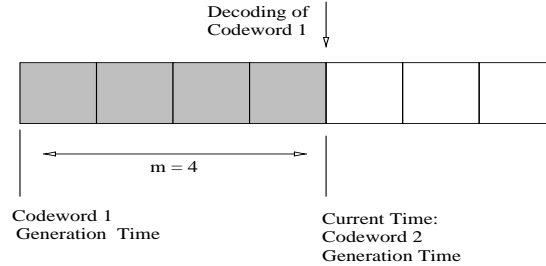 Decoding of
Codeword 1
m = 4
Codeword 1
Generation Time
Current Time:
Codeword 2
Generation Time